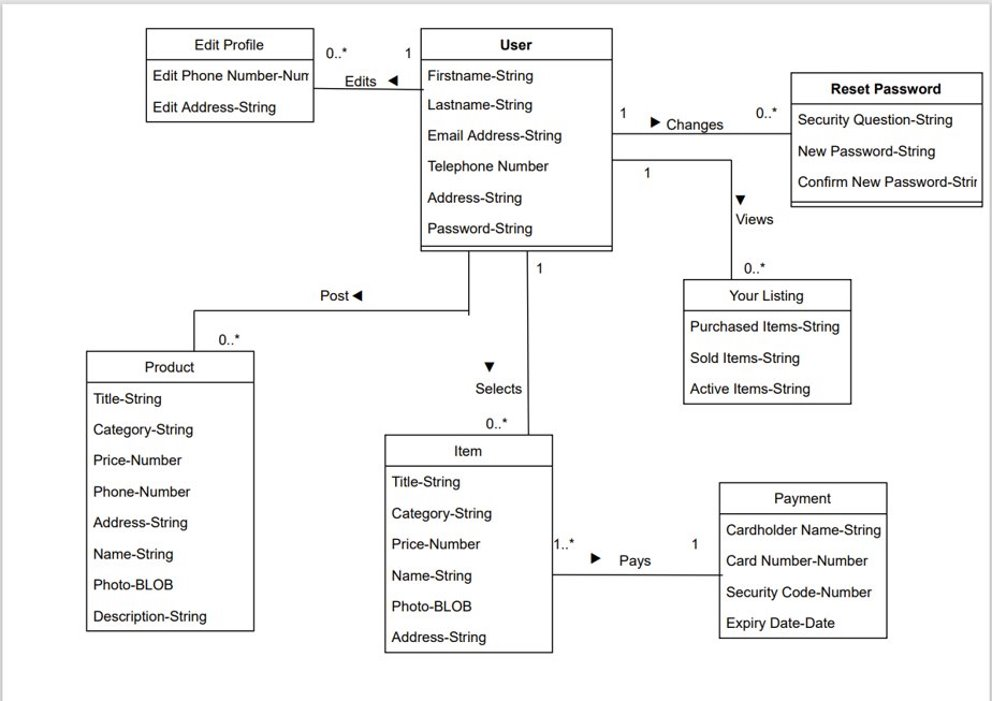 Edit Profile
Edit Phone Number-Num
Edit Address-String
0..*
1
Edits
User
Firstname-String
Lastname-String
Email Address-String
Telephone Number
Address-String
Password-String
1
Changes
0..*
Reset Password
Security Question-String
New Password-String
Confirm New Password-Strin
1
Views
0..*
Your Listing
Purchased Items-String
Sold Items-String
Active Items-String
Post
0..*
Product
Title-String
Category-String
Price-Number
Phone-Number
Address-String
Name-String
Photo-BLOB
Description-String
1
Selects
0..*
Item
Title-String
Category-String
Price-Number
Name-String
Photo-BLOB
Address-String
1..*
Pays
1
Payment
Cardholder Name-String
Card Number-Number
Security Code-Number
Expiry Date-Date